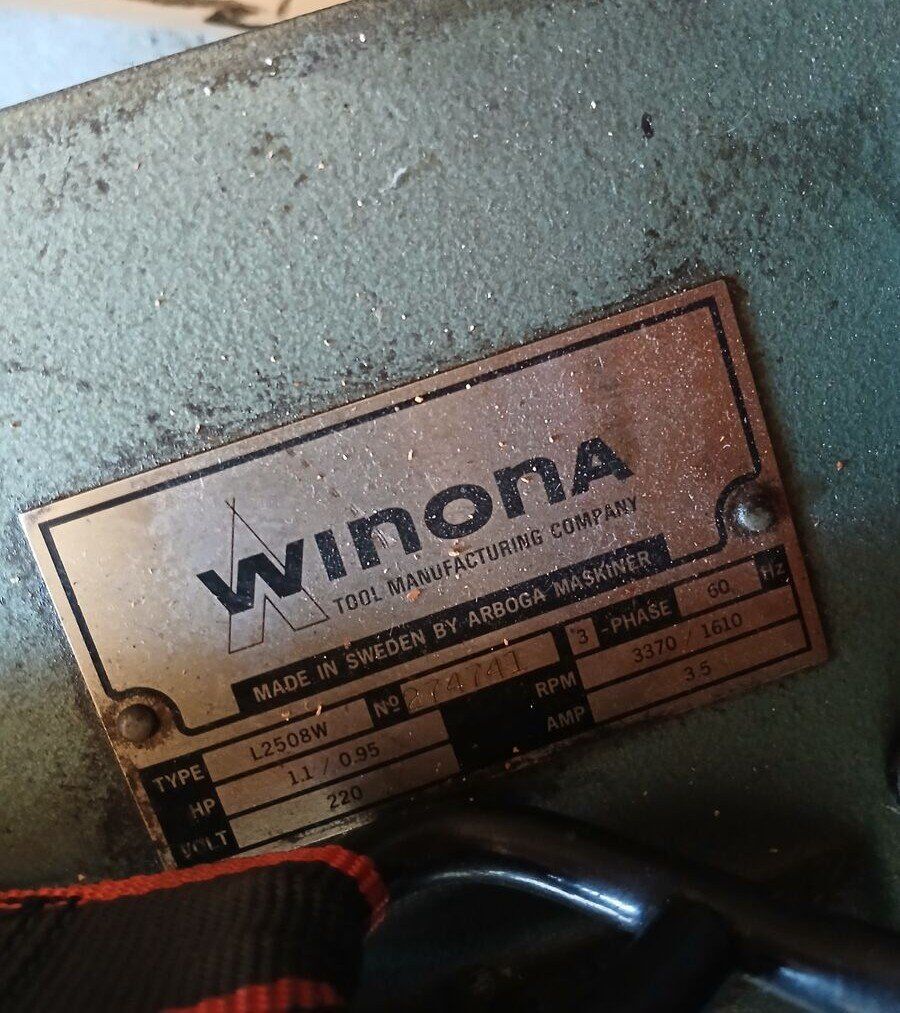 WINONA
TOOL MANUFACTURING COMPANY
MADE IN SWEDEN BY ARBOGA MASKINER
TYPE L2508W Nº 274741 3 -PHASE 60 Hz
HP 1.1 / 0.95 RPM 3370 / 1610
VOLT 220 AMP 3.5